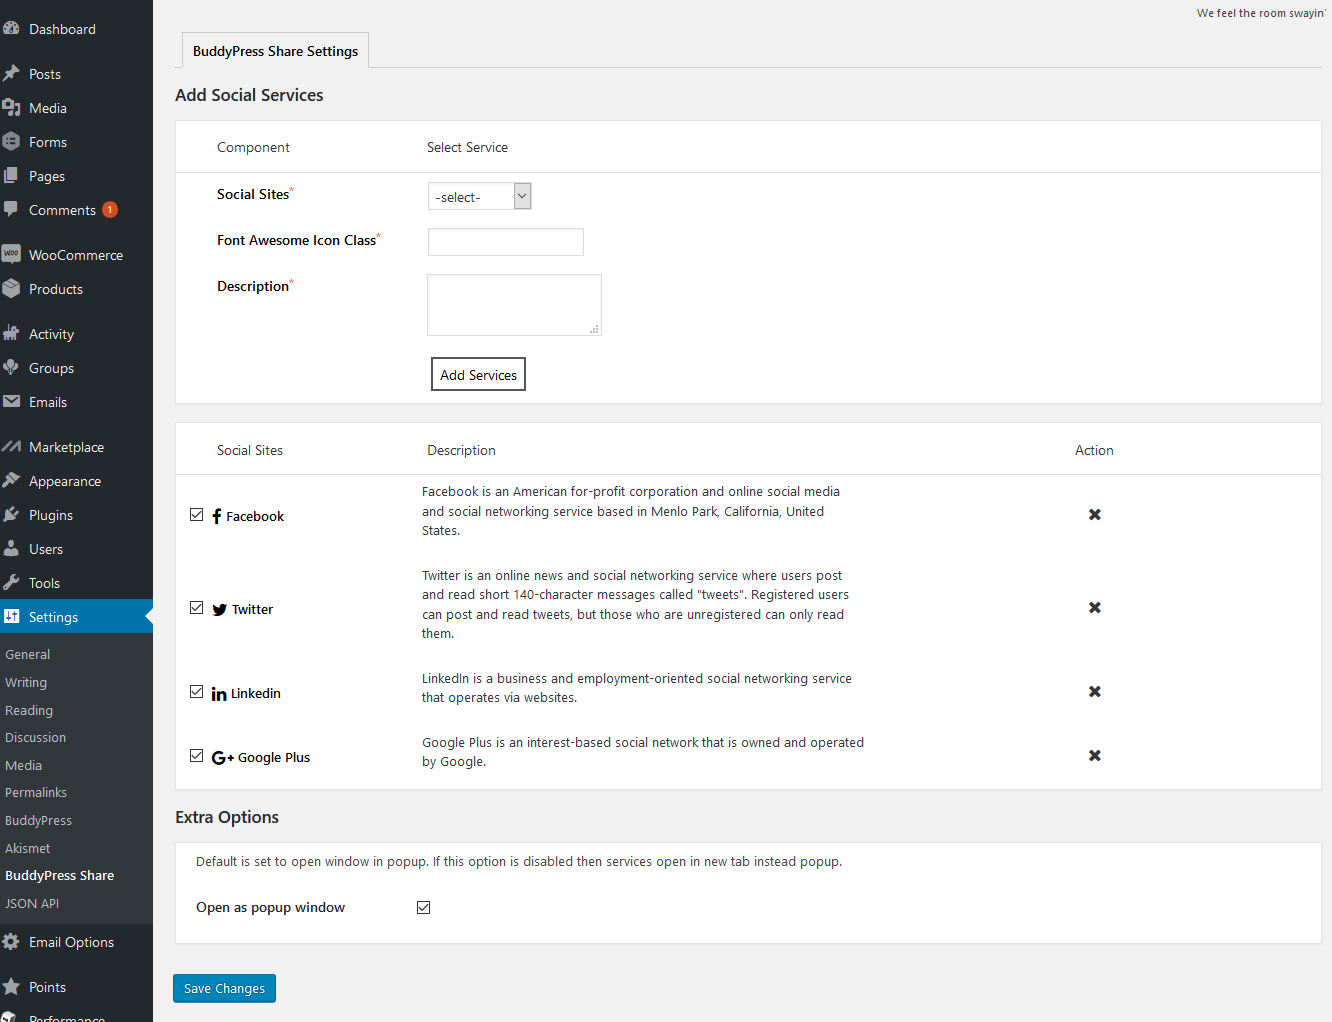 Dashboard
Posts
Media
Forms
Pages
Comments 1
WooCommerce
Products
Activity
Groups
Emails
Marketplace
Appearance
Plugins
Users
Tools
Settings
General
Writing
Reading
Discussion
Media
Permalinks
BuddyPress
Akismet
BuddyPress Share
JSON API
Email Options
Points
Performance
We feel the room swayin'
BuddyPress Share Settings
Add Social Services
Component Select Service
Social Sites* -select-
Font Awesome Icon Class*
Description*
Add Services
Social Sites Description Action
Facebook
Facebook is an American for-profit corporation and online social media
and social networking service based in Menlo Park, California, United
States.
Twitter
Twitter is an online news and social networking service where users post
and read short 140-character messages called "tweets". Registered users
can post and read tweets, but those who are unregistered can only read
them.
Linkedin
LinkedIn is a business and employment-oriented social networking service
that operates via websites.
Google Plus
Google Plus is an interest-based social network that is owned and operated
by Google.
Extra Options
Default is set to open window in popup. If this option is disabled then services open in new tab instead popup.
Open as popup window
Save Changes